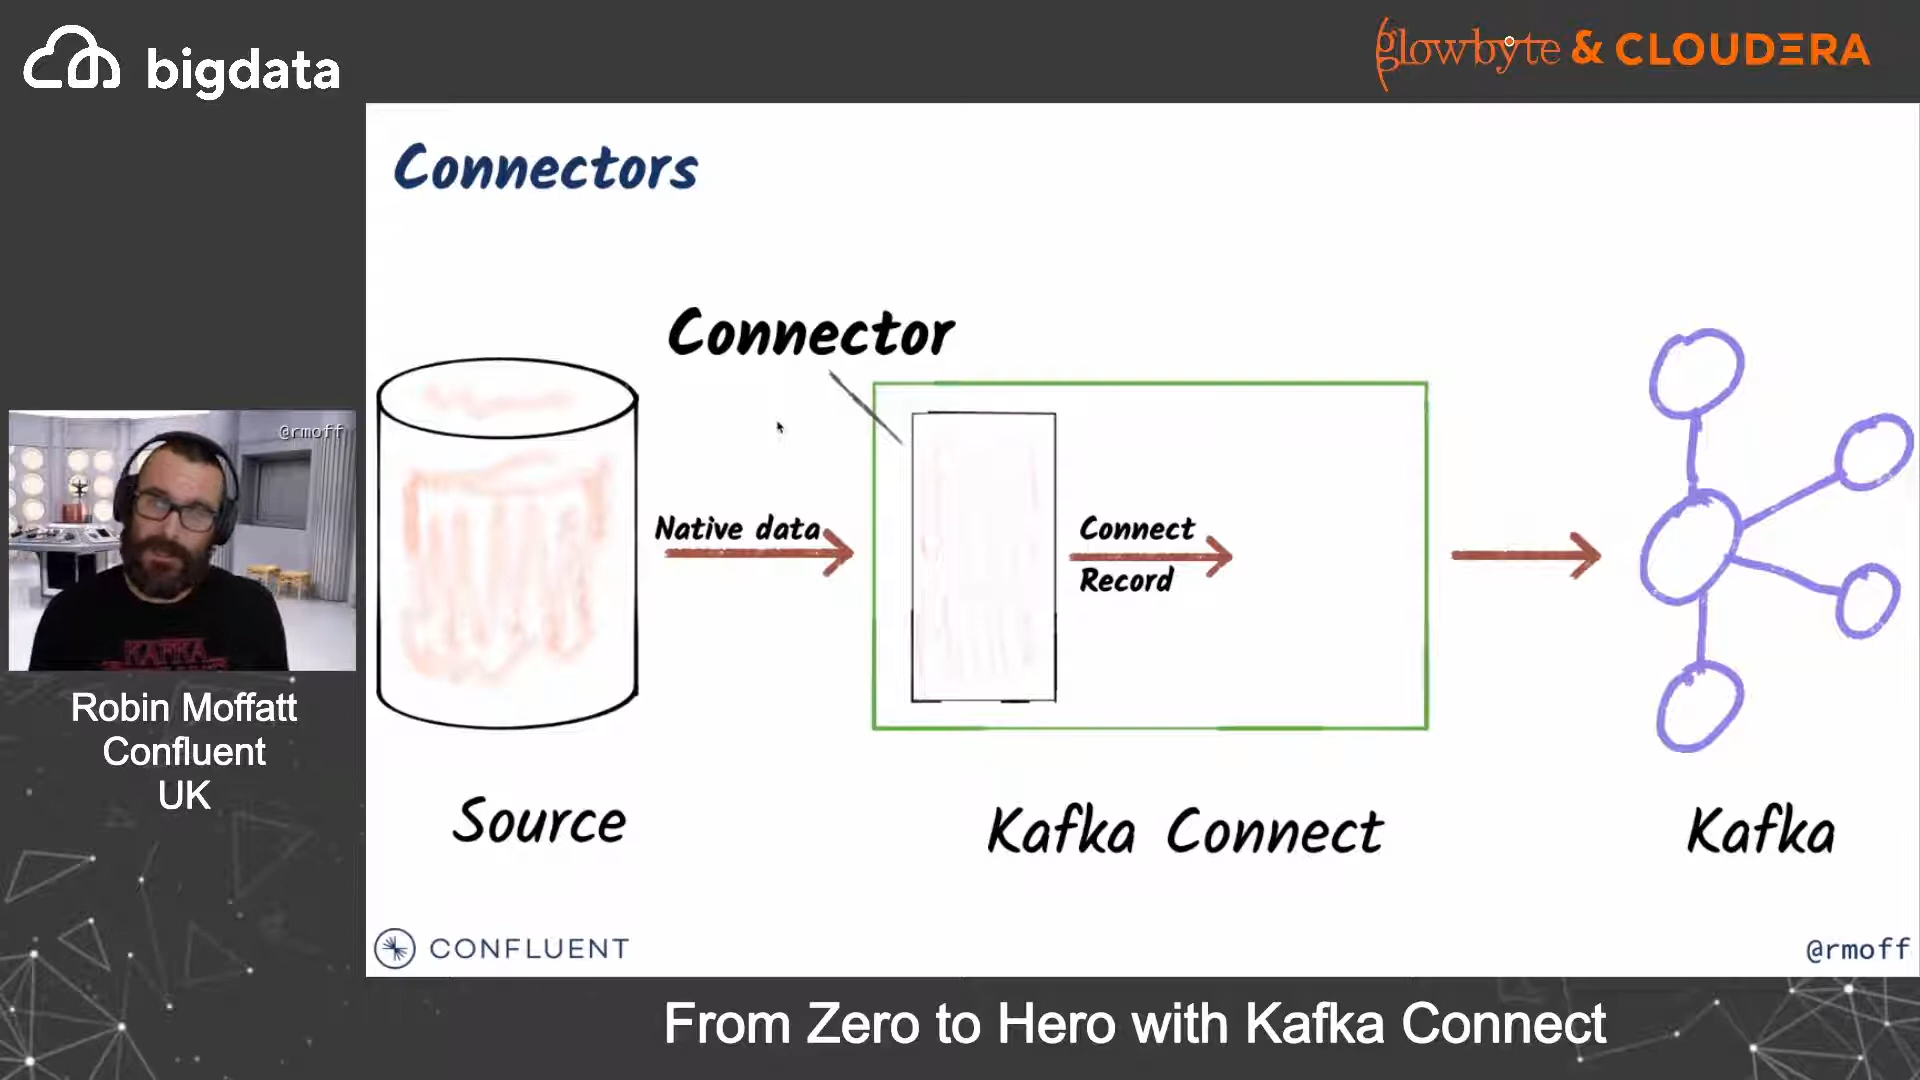 bigdata
glowbyte & CLOUDERA
Connectors
Connector
@rmoff
Native data
Connect
Record
KAFKA
Robin Moffatt
Confluent
UK
Source
Kafka Connect
Kafka
CONFLUENT
@rmoff
From Zero to Hero with Kafka Connect